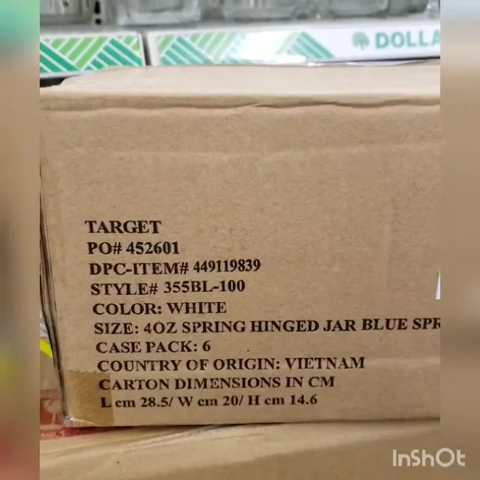 DOLLA
TARGET
PO# 452601
DPC-ITEM# 449119839
STYLE# 355BL-100
COLOR: WHITE
SIZE: 4OZ SPRING HINGED JAR BLUE SPR
CASE PACK: 6
COUNTRY OF ORIGIN: VIETNAM
CARTON DIMENSIONS IN CM
L cm 28.5/ W cm 20/ H cm 14.6
InShOt